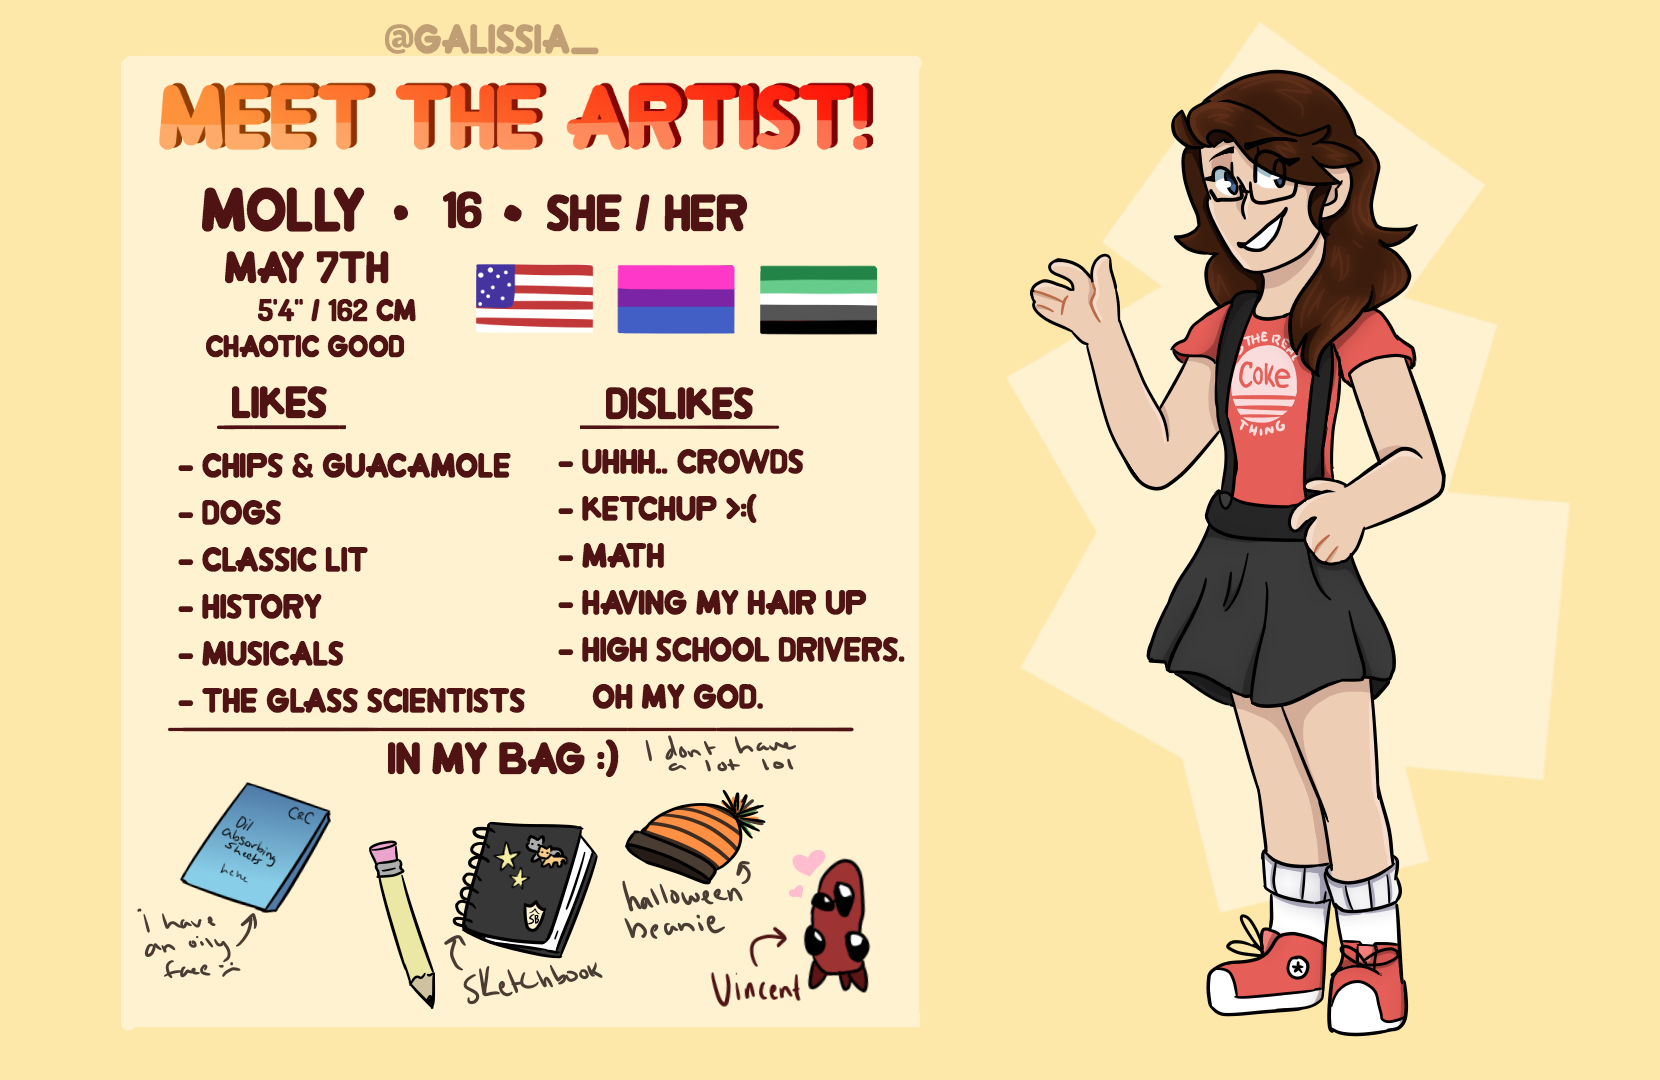 @GALISSIA_
MEET THE ARTIST!
MOLLY • 16 • SHE / HER
MAY 7TH
5'4" / 162 CM
CHAOTIC GOOD
LIKES
- CHIPS & GUACAMOLE
- DOGS
- CLASSIC LIT
- HISTORY
- MUSICALS
- THE GLASS SCIENTISTS
DISLIKES
- UHHH.. CROWDS
- KETCHUP >:(
- MATH
- HAVING MY HAIR UP
- HIGH SCHOOL DRIVERS.
OH MY GOD.
IN MY BAG :)
I dont have
a lot lol
C&C
Oil
absorbing
sheets
hehe
i have
an oily
face :(
SB
Sketchbook
halloween
beanie
Vincent
THE REAL
Coke
THING